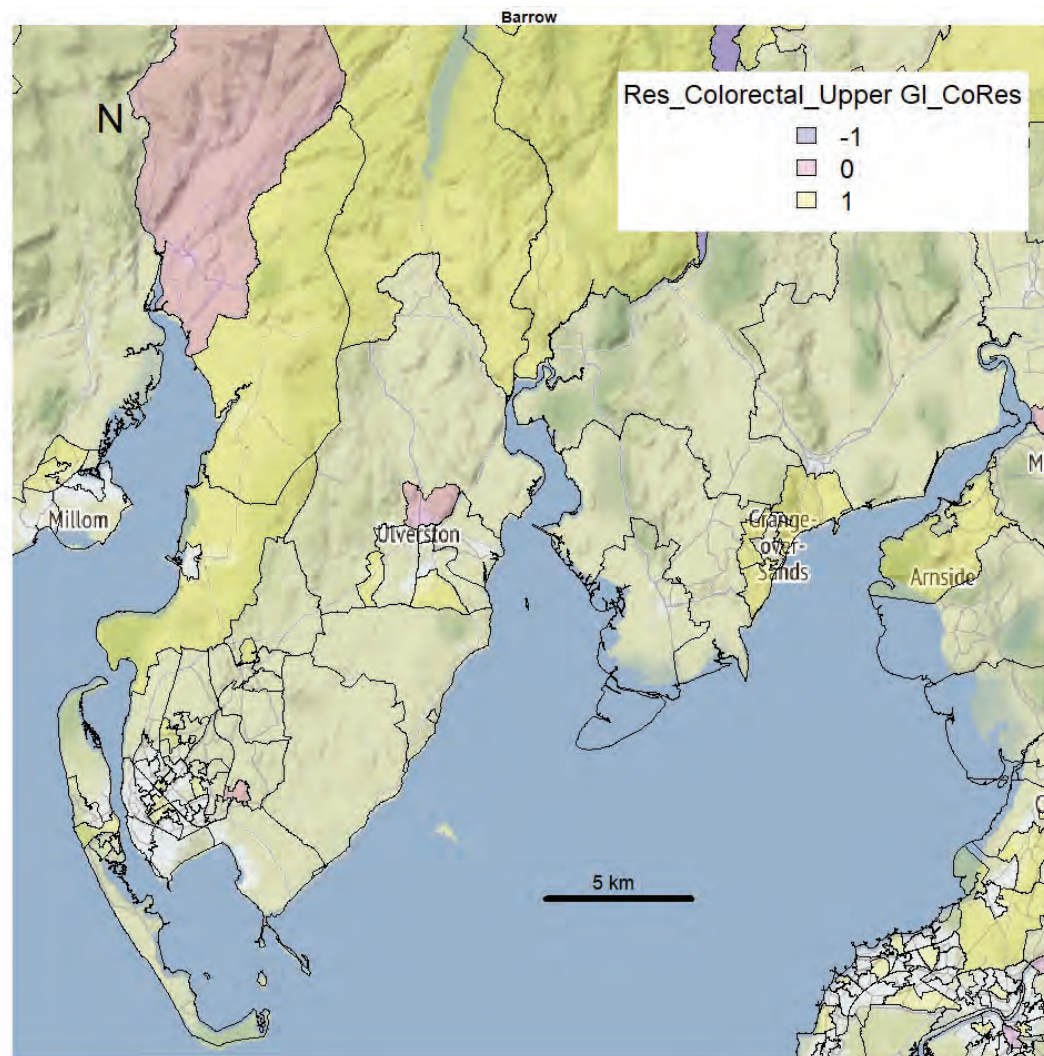 Barrow
N
Res_Colorectal_Upper GI_CoRes
-1
0
1
Millom
Ulverston
Grange-
over-
Sands
Arnside
5 km